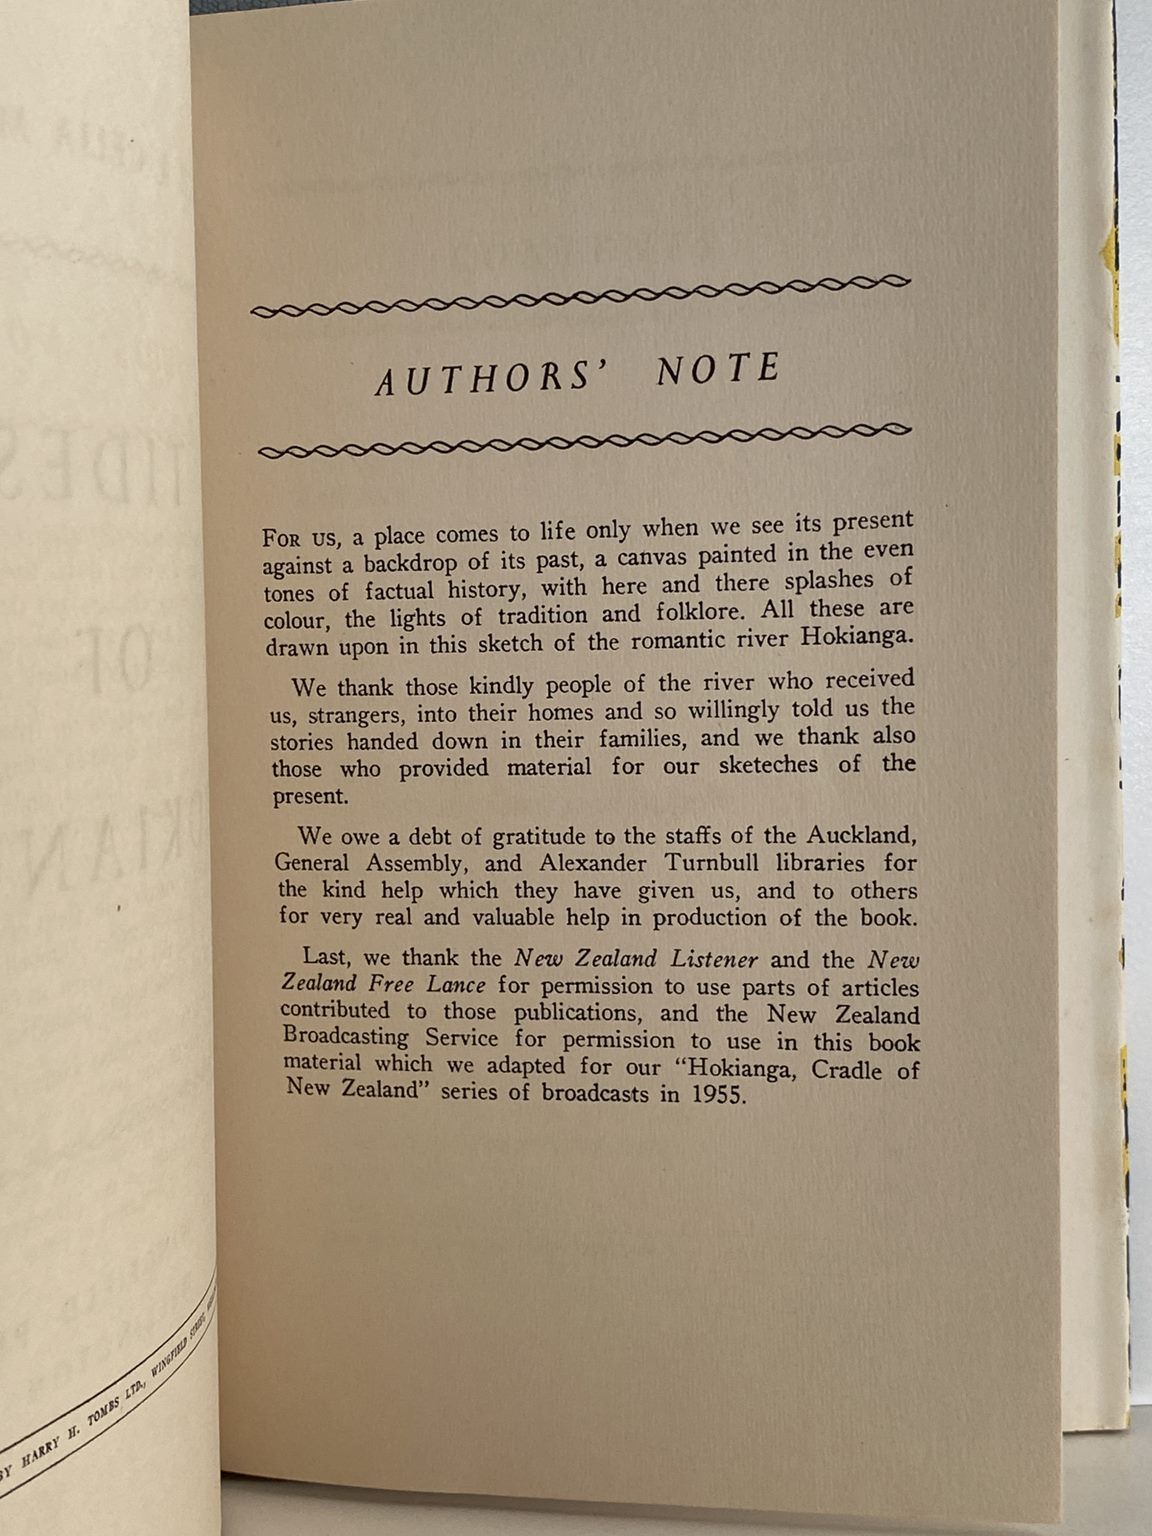 AUTHORS' NOTE
FOR US, a place comes to life only when we see its present
against a backdrop of its past, a canvas painted in the even
tones of factual history, with here and there splashes of
colour, the lights of tradition and folklore. All these are
drawn upon in this sketch of the romantic river Hokianga.
We thank those kindly people of the river who received
us, strangers, into their homes and so willingly told us the
stories handed down in their families, and we thank also
those who provided material for our sketeches of the
present.
We owe a debt of gratitude to the staffs of the Auckland,
General Assembly, and Alexander Turnbull libraries for
the kind help which they have given us, and to others
for very real and valuable help in production of the book.
Last, we thank the New Zealand Listener and the New
Zealand Free Lance for permission to use parts of articles
contributed to those publications, and the New Zealand
Broadcasting Service for permission to use in this book
material which we adapted for our “Hokianga, Cradle of
New Zealand” series of broadcasts in 1955.
BY HARRY H. TOMBS LTD., WINGFIELD STREET,